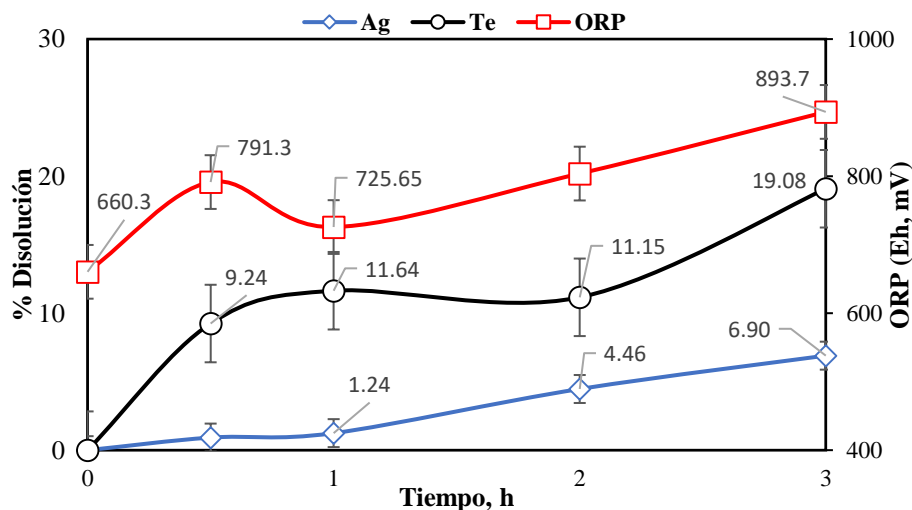 Ag Te ORP
30 1000
893.7
791.3
20 800
725.65 19.08
660.3
% Disolución
ORP (Eh, mV)
9.24 11.64 11.15
10 600
6.90
4.46
1.24
0 400
0 1 2 3
Tiempo, h